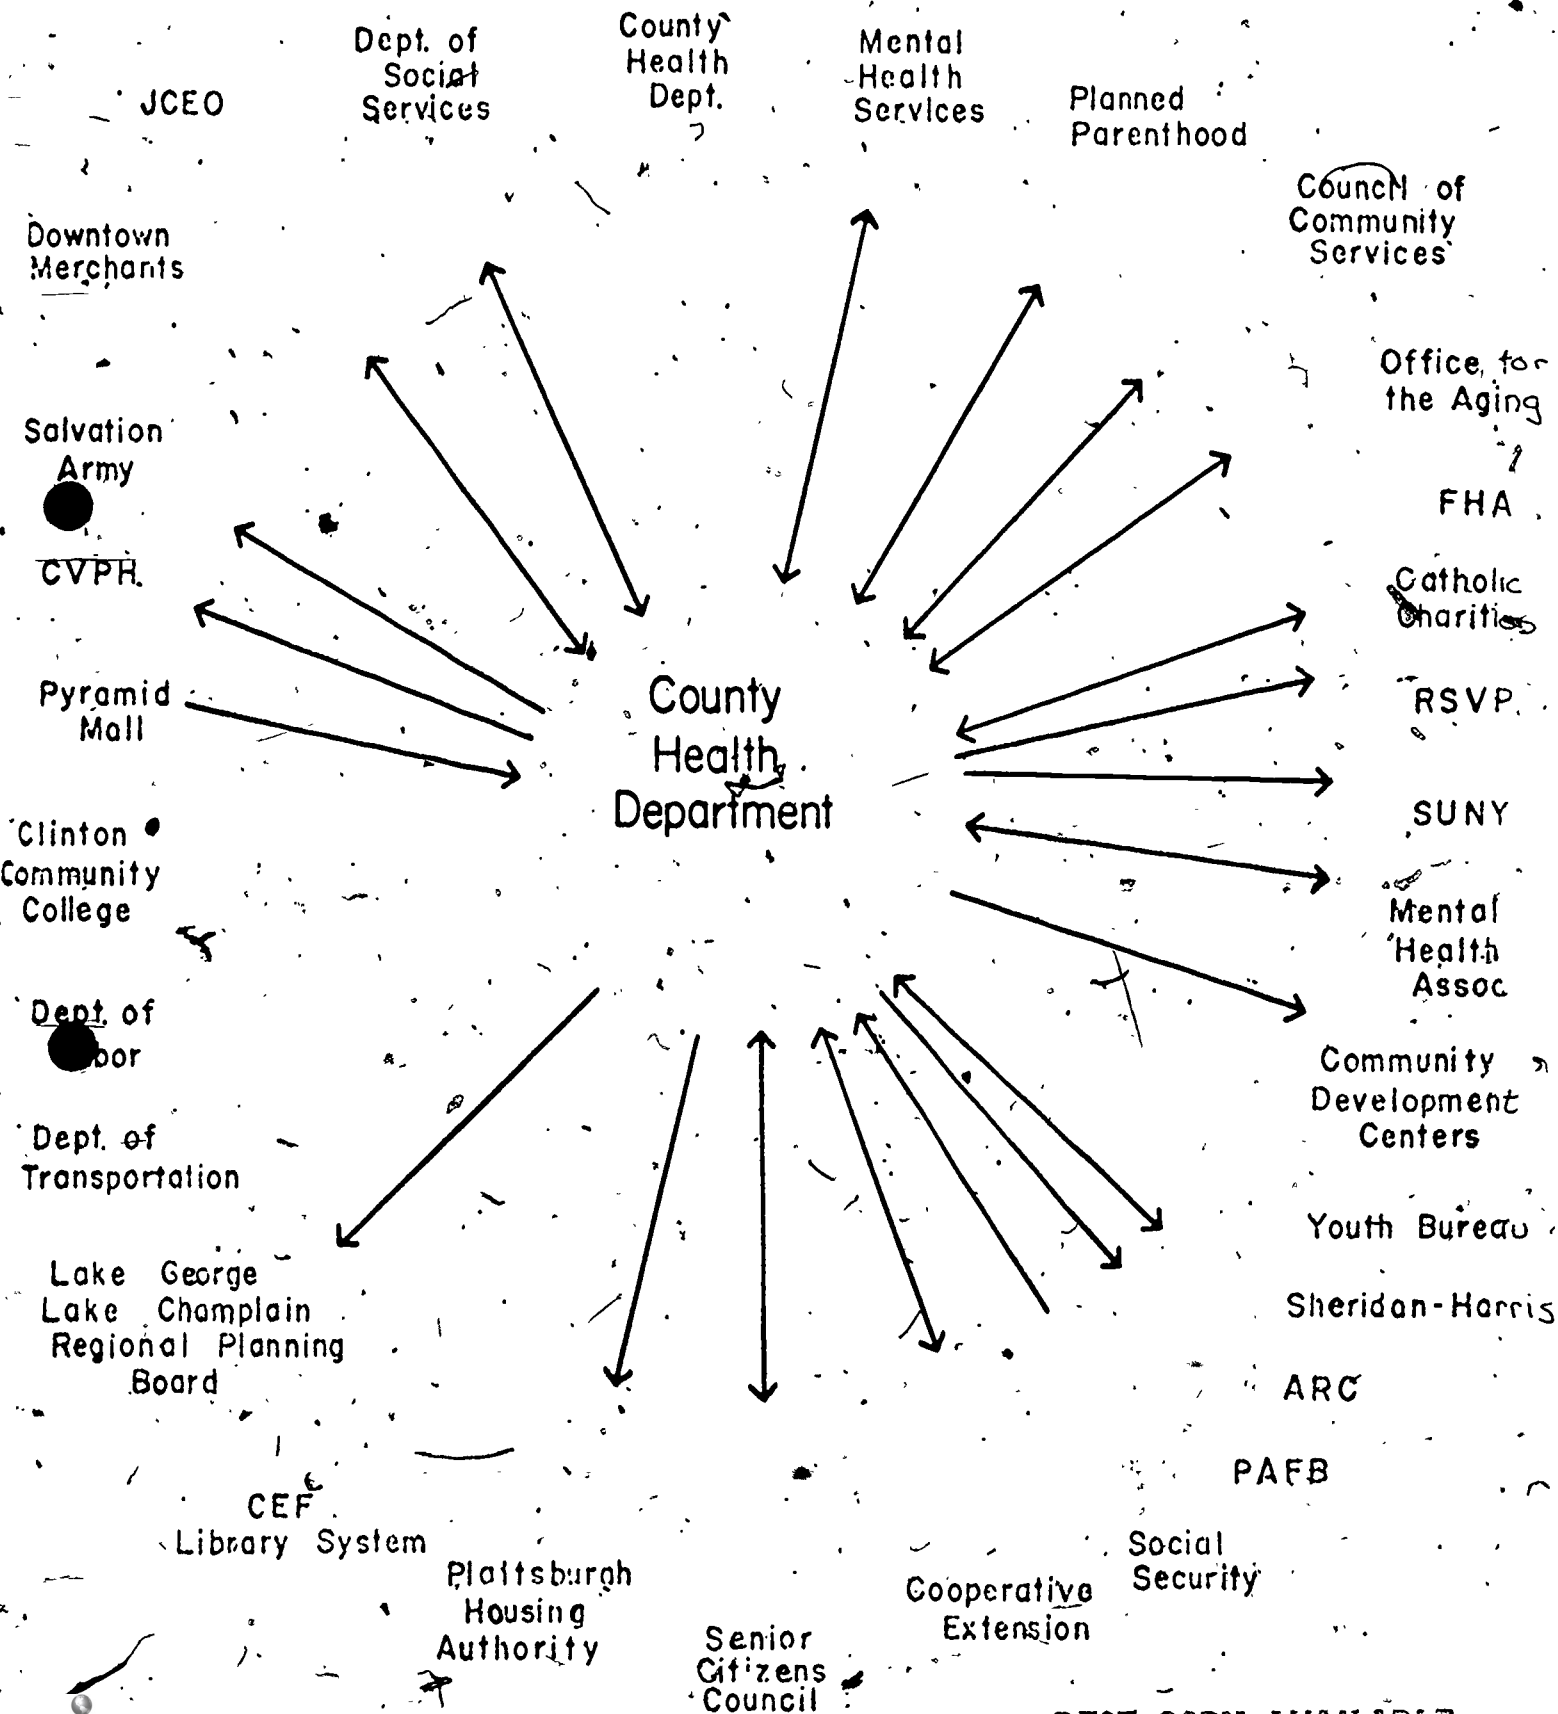 JCEO
Dept. of
Social
Services
County
Health
Dept.
Mental
Health
Services
Planned
Parenthood
Council of
Community
Services
Downtown
Merchants
Office for
the Aging
Salvation
Army
FHA
CVPH
Catholic
Charities
Pyramid
Mall
County
Health
Department
RSVP
SUNY
Clinton
Community
College
Mental
Health
Assoc
Dept. of
bor
Community
Development
Centers
Dept. of
Transportation
Youth Bureau
Lake George
Lake Champlain
Regional Planning
Board
Sheridan-Harris
ARC
PAFB
CEF
Library System
Plattsburgh
Housing
Authority
Senior
Citizens
Council
Cooperative
Extension
Social
Security